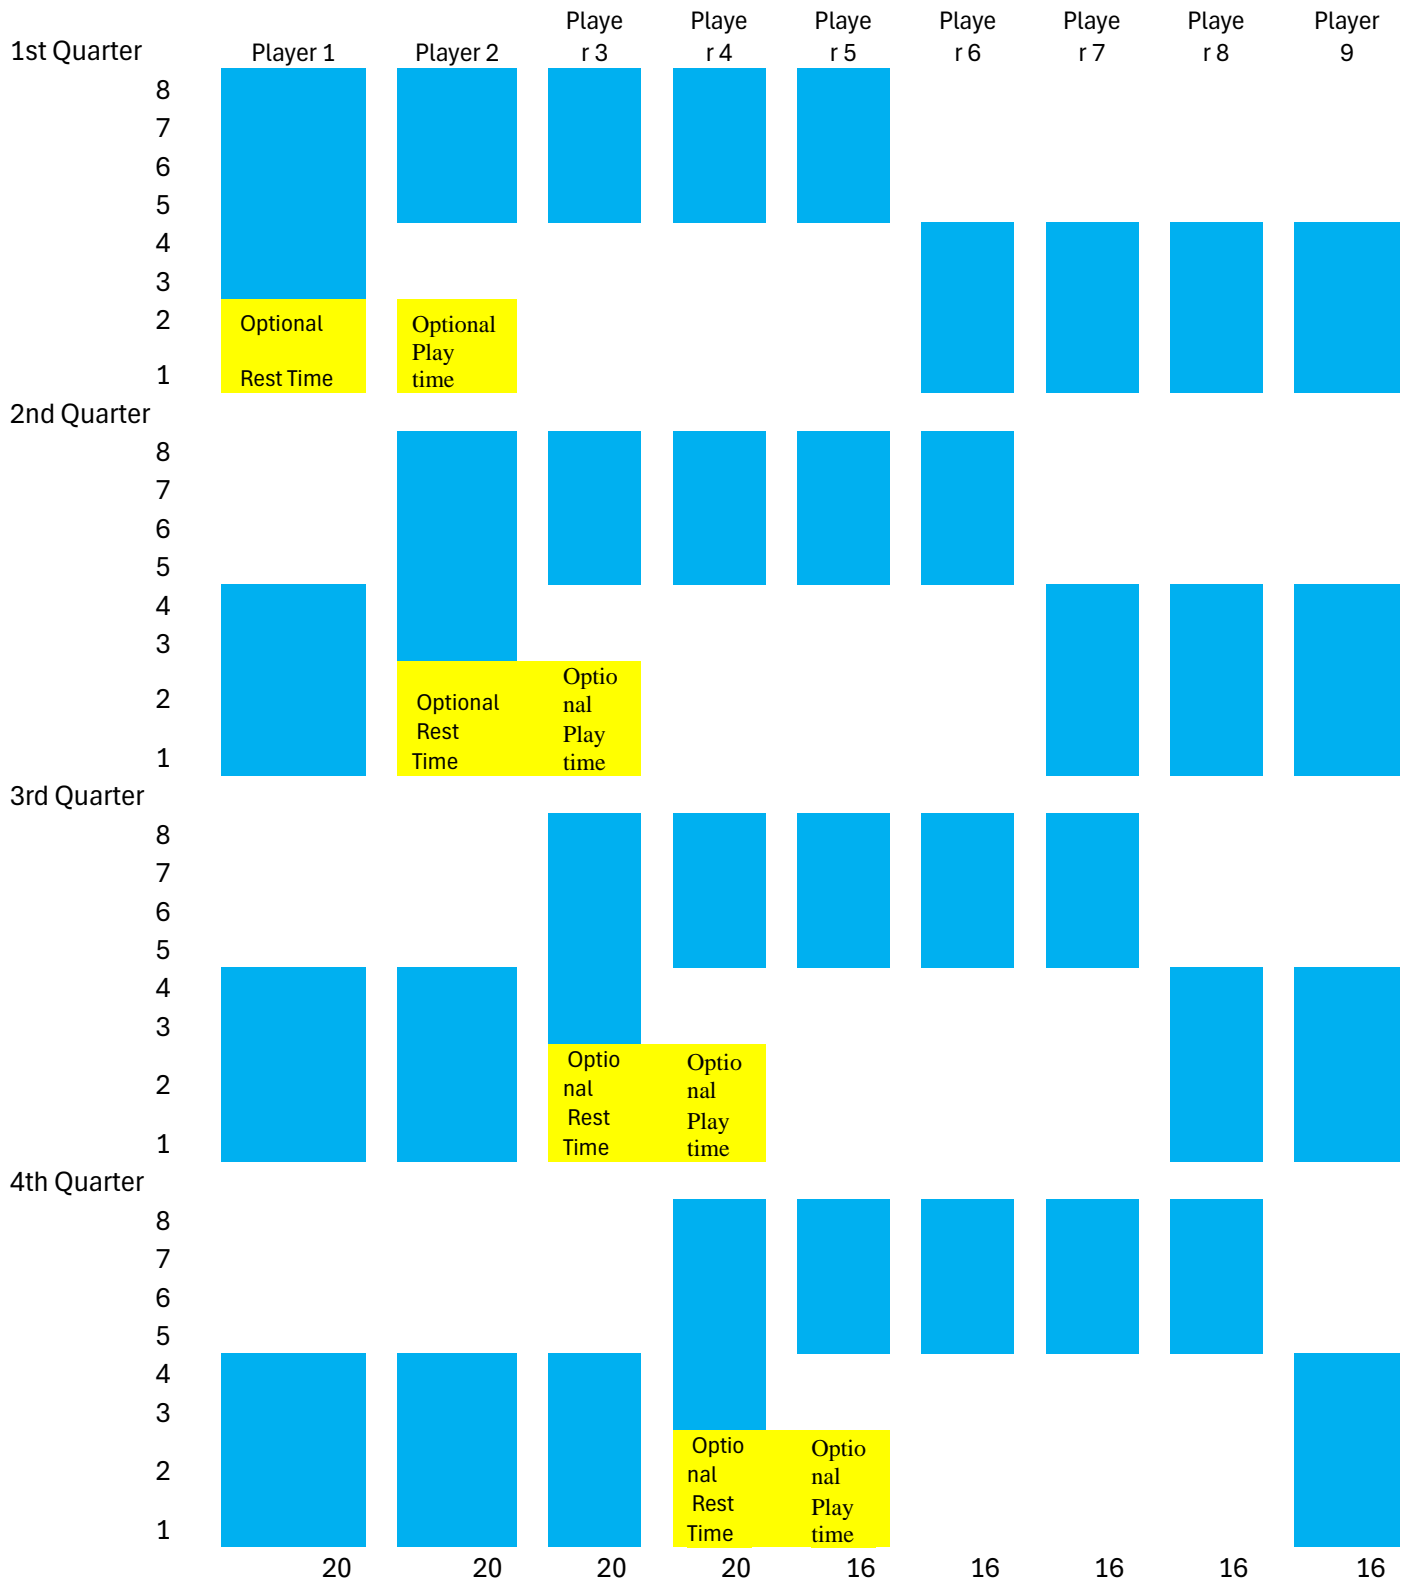 Playe Playe Playe Playe Playe Playe Player
1st Quarter Player 1 Player 2 r 3 r 4 r 5 r 6 r 7 r 8 9
8
7
6
5
4
3
2 Optional Optional
Play
1 Rest Time time
2nd Quarter
8
7
6
5
4
3
Optio
2 Optional nal
Rest Play
1 Time time
3rd Quarter
8
7
6
5
4
3
Optio Optio
2 nal nal
Rest Play
1 Time time
4th Quarter
8
7
6
5
4
3
Optio Optio
2 nal nal
Rest Play
1 Time time
20 20 20 20 16 16 16 16 16